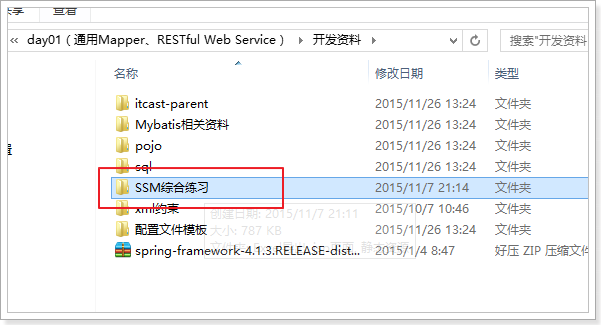 共享 查看
« day01 ( 通用Mapper、RESTful Web Service ) ▸ 开发资料 ▸ 搜索"开发资料
名称 修改日期 类型
itcast-parent 2015/11/26 13:24 文件夹
Mybatis相关资料 2015/11/26 13:24 文件夹
pojo 2015/11/26 13:24 文件夹
sql 2015/11/26 13:24 文件夹
SSM综合练习 2015/11/7 21:14 文件夹
xml约束 2015/10/7 10:46 文件夹
创建日期: 2015/11/7 21:11
配置文件模板 2015/11/26 13:24 文件夹
大小: 787 KB
spring-framework-4.1.3.RELEASE-dist... 2015/1/4 8:47 好压 ZIP 压缩文件